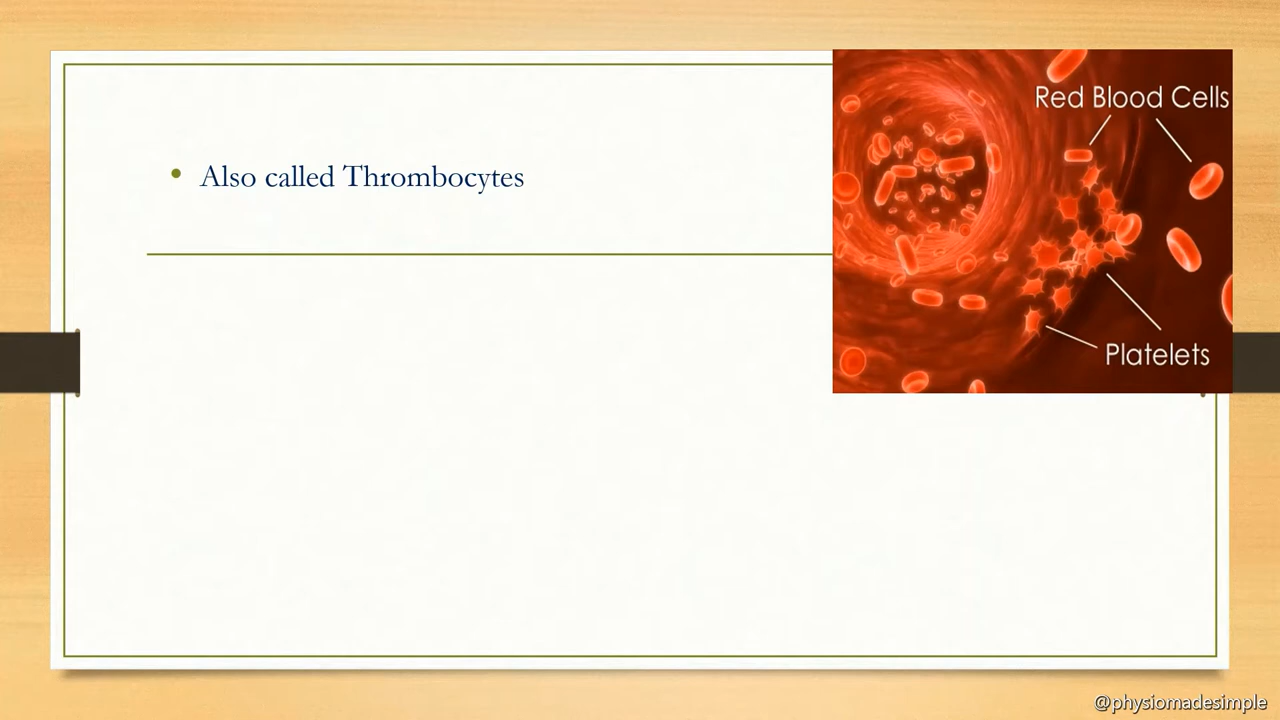 Red Blood Cells
• Also called Thrombocytes
Platelets
@physiomadesimple